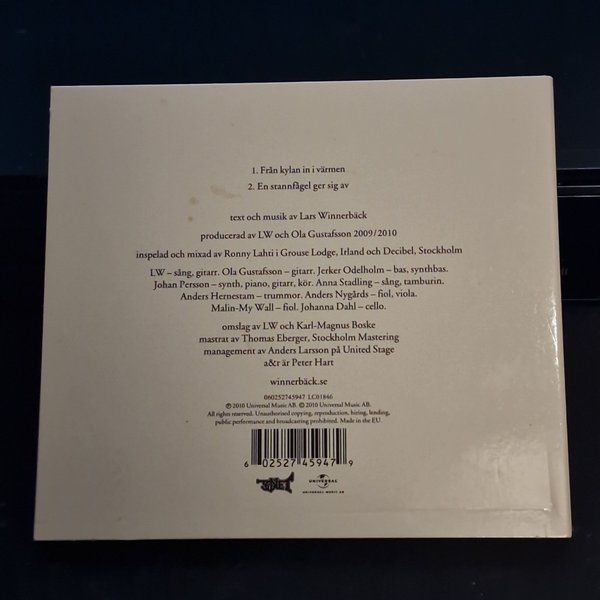 1. Från kylan in i värmen
2. En stannfågel ger sig av
text och musik av Lars Winnerbäck
producerad av LW och Ola Gustafsson 2009/2010
inspelad och mixad av Ronny Lahti i Grouse Lodge, Irland och Decibel, Stockholm
LW – sång, gitarr. Ola Gustafsson – gitarr. Jerker Odelholm – bas, synthbas.
Johan Persson – synth, piano, gitarr, kör. Anna Stadling – sång, tamburin.
Anders Hernestam – trummor. Anders Nygårds – fiol, viola.
Malin-My Wall – fiol. Johanna Dahl – cello.
omslag av LW och Karl-Magnus Boske
mastrat av Thomas Eberger, Stockholm Mastering
management av Anders Larsson på United Stage
a&r är Peter Hart
winnerbäck.se
060252745947 LC01846
℗ 2010 Universal Music AB. © 2010 Universal Music AB.
All rights reserved. Unauthorised copying, reproduction, hiring, lending,
public performance and broadcasting prohibited. Made in the EU.
6 02527 45947 9
UNIVERSAL
UNIVERSAL MUSIC AB